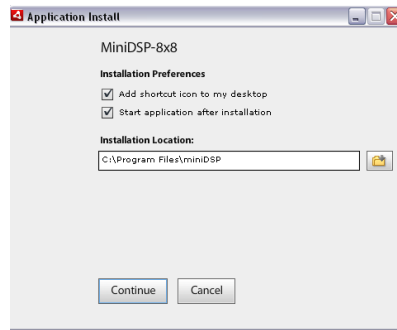 Application Install
MiniDSP-8x8
Installation Preferences
Add shortcut icon to my desktop
Start application after installation
Installation Location:
C:\Program Files\miniDSP
Continue Cancel